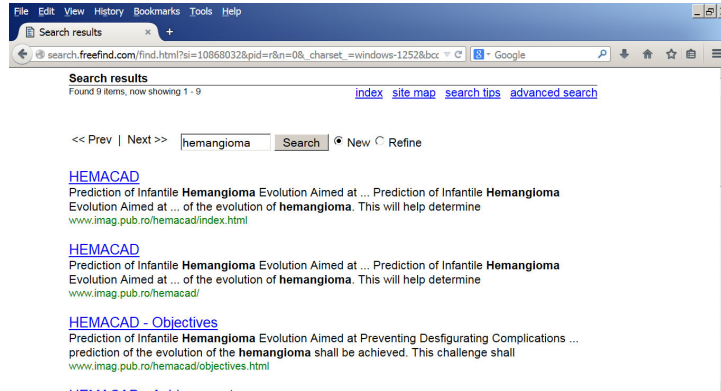 File Edit View History Bookmarks Tools Help
Search results × +
search.freefind.com/find.html?si=10868032&pid=r&n=0&_charset_=windows-1252&bcc 8 - Google
Search results
Found 9 items, now showing 1 - 9 index site map search tips advanced search
<< Prev | Next >> hemangioma Search New Refine
HEMACAD
Prediction of Infantile Hemangioma Evolution Aimed at ... Prediction of Infantile Hemangioma
Evolution Aimed at ... of the evolution of hemangioma. This will help determine
www.imag.pub.ro/hemacad/index.html
HEMACAD
Prediction of Infantile Hemangioma Evolution Aimed at ... Prediction of Infantile Hemangioma
Evolution Aimed at ... of the evolution of hemangioma. This will help determine
www.imag.pub.ro/hemacad/
HEMACAD - Objectives
Prediction of Infantile Hemangioma Evolution Aimed at Preventing Desfigurating Complications ...
prediction of the evolution of the hemangioma shall be achieved. This challenge shall
www.imag.pub.ro/hemacad/objectives.html